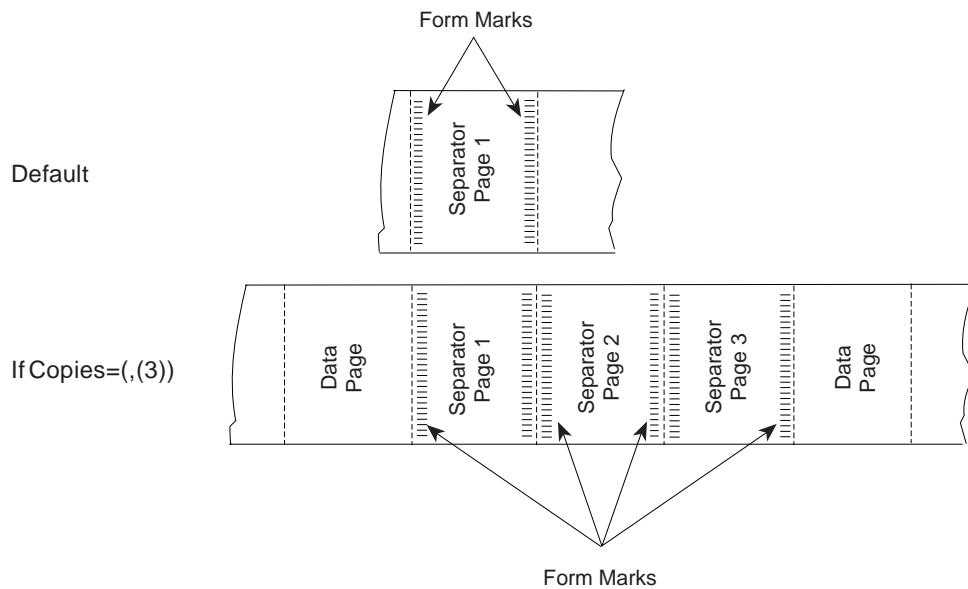 Form Marks
Separator
Page 1
Default
Data
Page
Separator
Page 1
Separator
Page 2
Separator
Page 3
Data
Page
If Copies=(,(3))
Form Marks